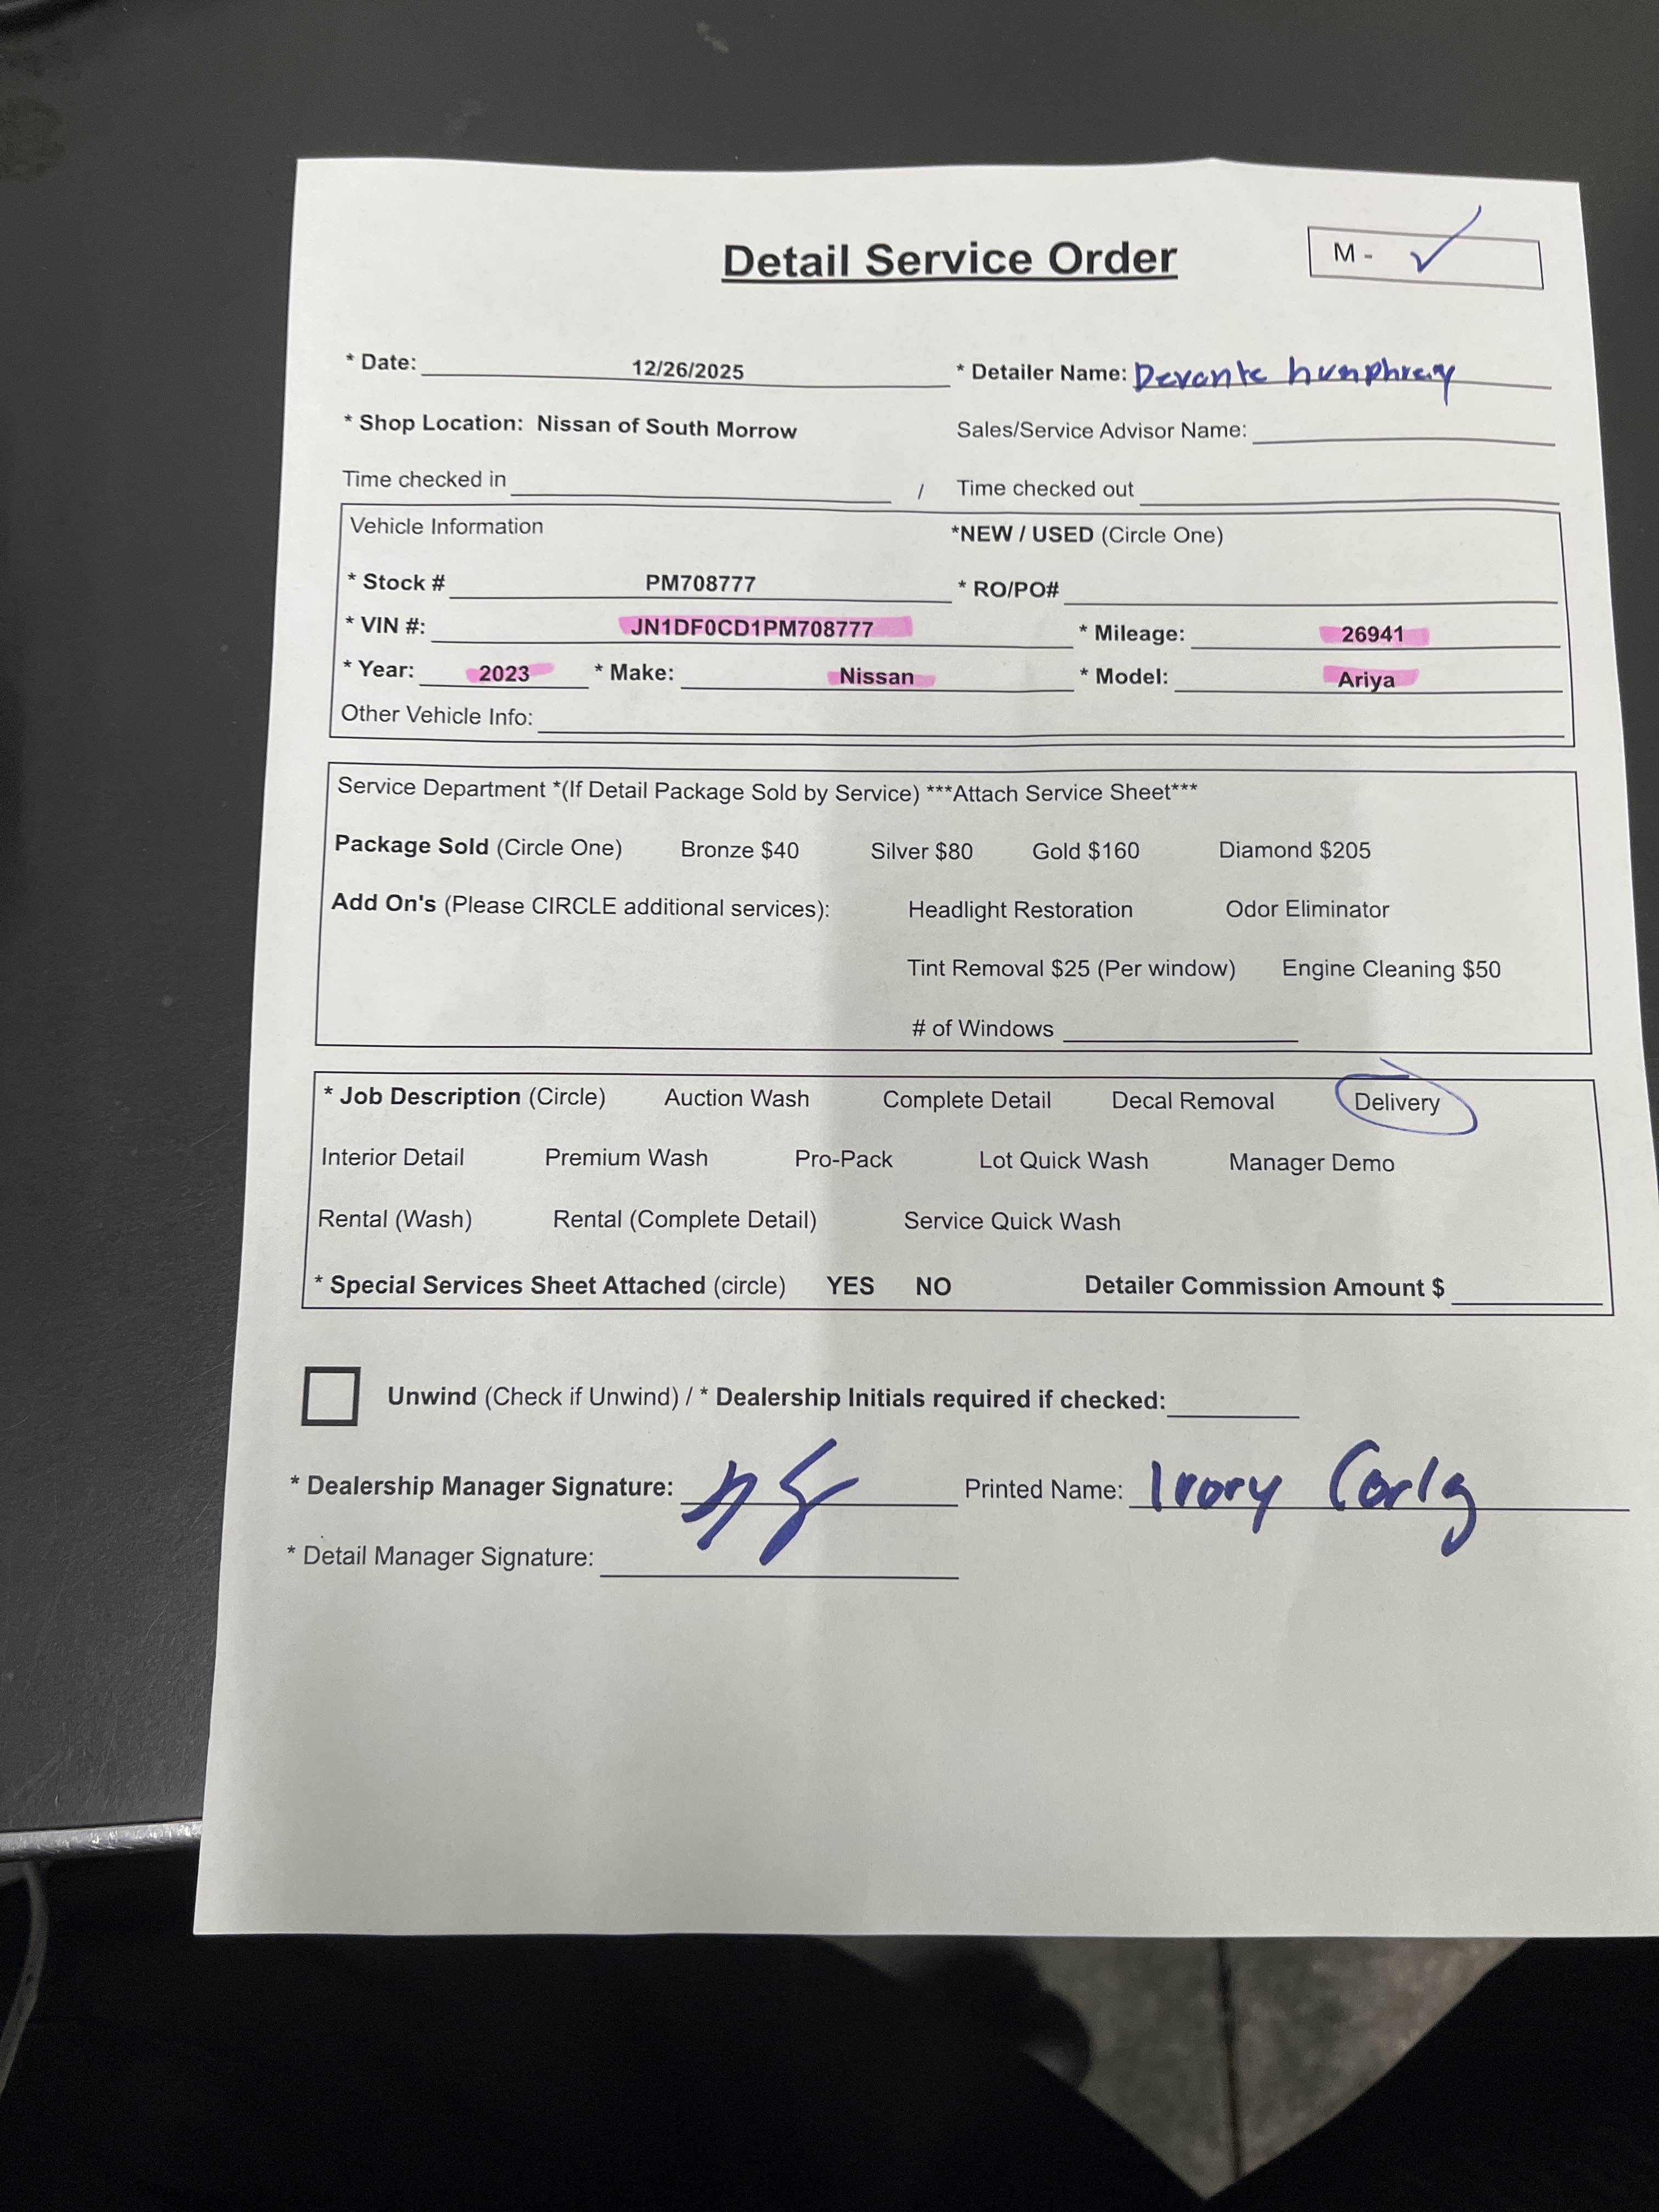 Detail Service Order
M - ✓
* Date: 12/26/2025 * Detailer Name: Devante humphrey
* Shop Location: Nissan of South Morrow Sales/Service Advisor Name:
Time checked in / Time checked out
Vehicle Information *NEW / USED (Circle One)
* Stock # PM708777 * RO/PO#
* VIN #: JN1DF0CD1PM708777 * Mileage: 26941
* Year: 2023 * Make: Nissan * Model: Ariya
Other Vehicle Info:
Service Department *(If Detail Package Sold by Service) ***Attach Service Sheet***
Package Sold (Circle One) Bronze $40 Silver $80 Gold $160 Diamond $205
Add On's (Please CIRCLE additional services): Headlight Restoration Odor Eliminator
Tint Removal $25 (Per window) Engine Cleaning $50
# of Windows
* Job Description (Circle) Auction Wash Complete Detail Decal Removal Delivery
Interior Detail Premium Wash Pro-Pack Lot Quick Wash Manager Demo
Rental (Wash) Rental (Complete Detail) Service Quick Wash
* Special Services Sheet Attached (circle) YES NO Detailer Commission Amount $
Unwind (Check if Unwind) / * Dealership Initials required if checked:
* Dealership Manager Signature: Printed Name: Ivory
* Detail Manager Signature: